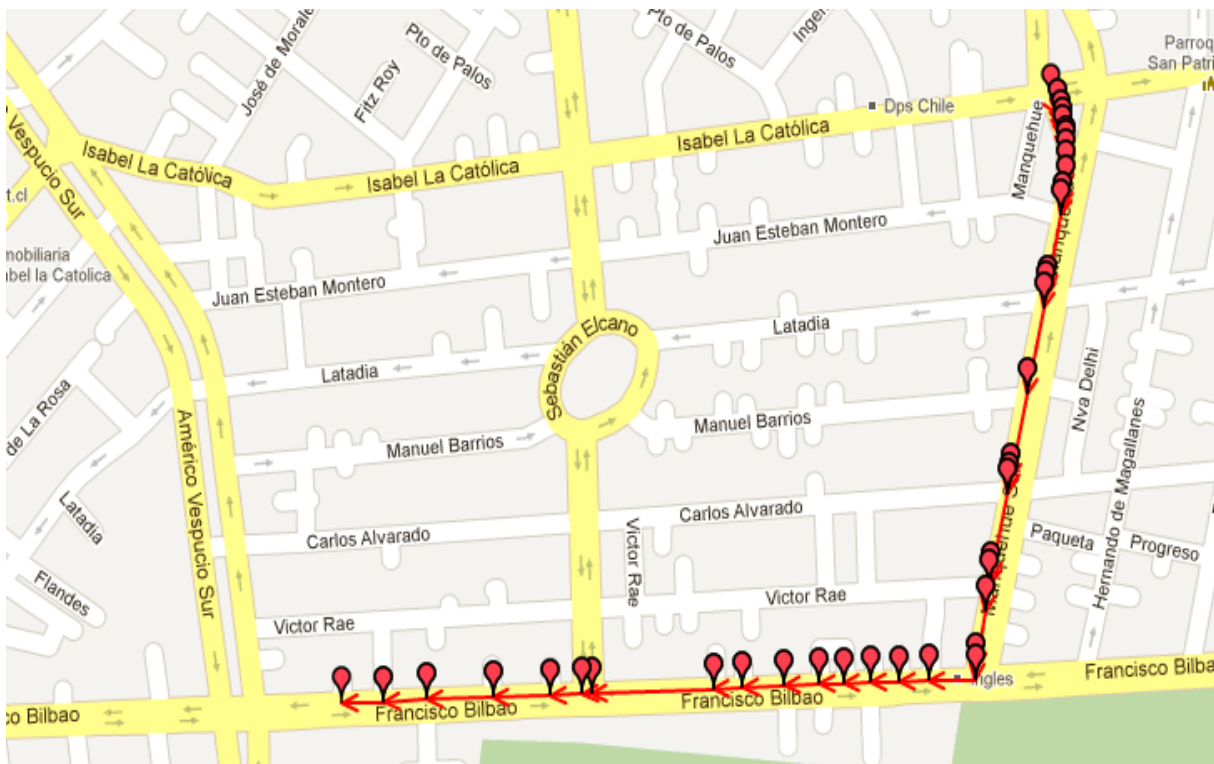 José de Morale
Pto de Palos
Fitz Roy
Pto de Palos
Inge
Parroq
San Patri
Dps Chile
Isabel La Católica
Manquehue
Isabel La Católica
Isabel La Católica
Vespucio Sur
t.cl
mobiliaria
bel la Catolica
Juan Esteban Montero
Juan Esteban Montero
Latadia
Sebastián Elcano
Latadia
Nva Delhi
de La Rosa
Manuel Barrios
Manuel Barrios
Américo Vespucio Sur
Hernando de Magallanes
Latadia
Carlos Alvarado
Carlos Alvarado
Victor Rae
Paqueta
Progreso
Flandes
Victor Rae
Victor Rae
Ingles
Francisco Bilbao
Francisco Bilbao
Francisco Bilbao
co Bilbao